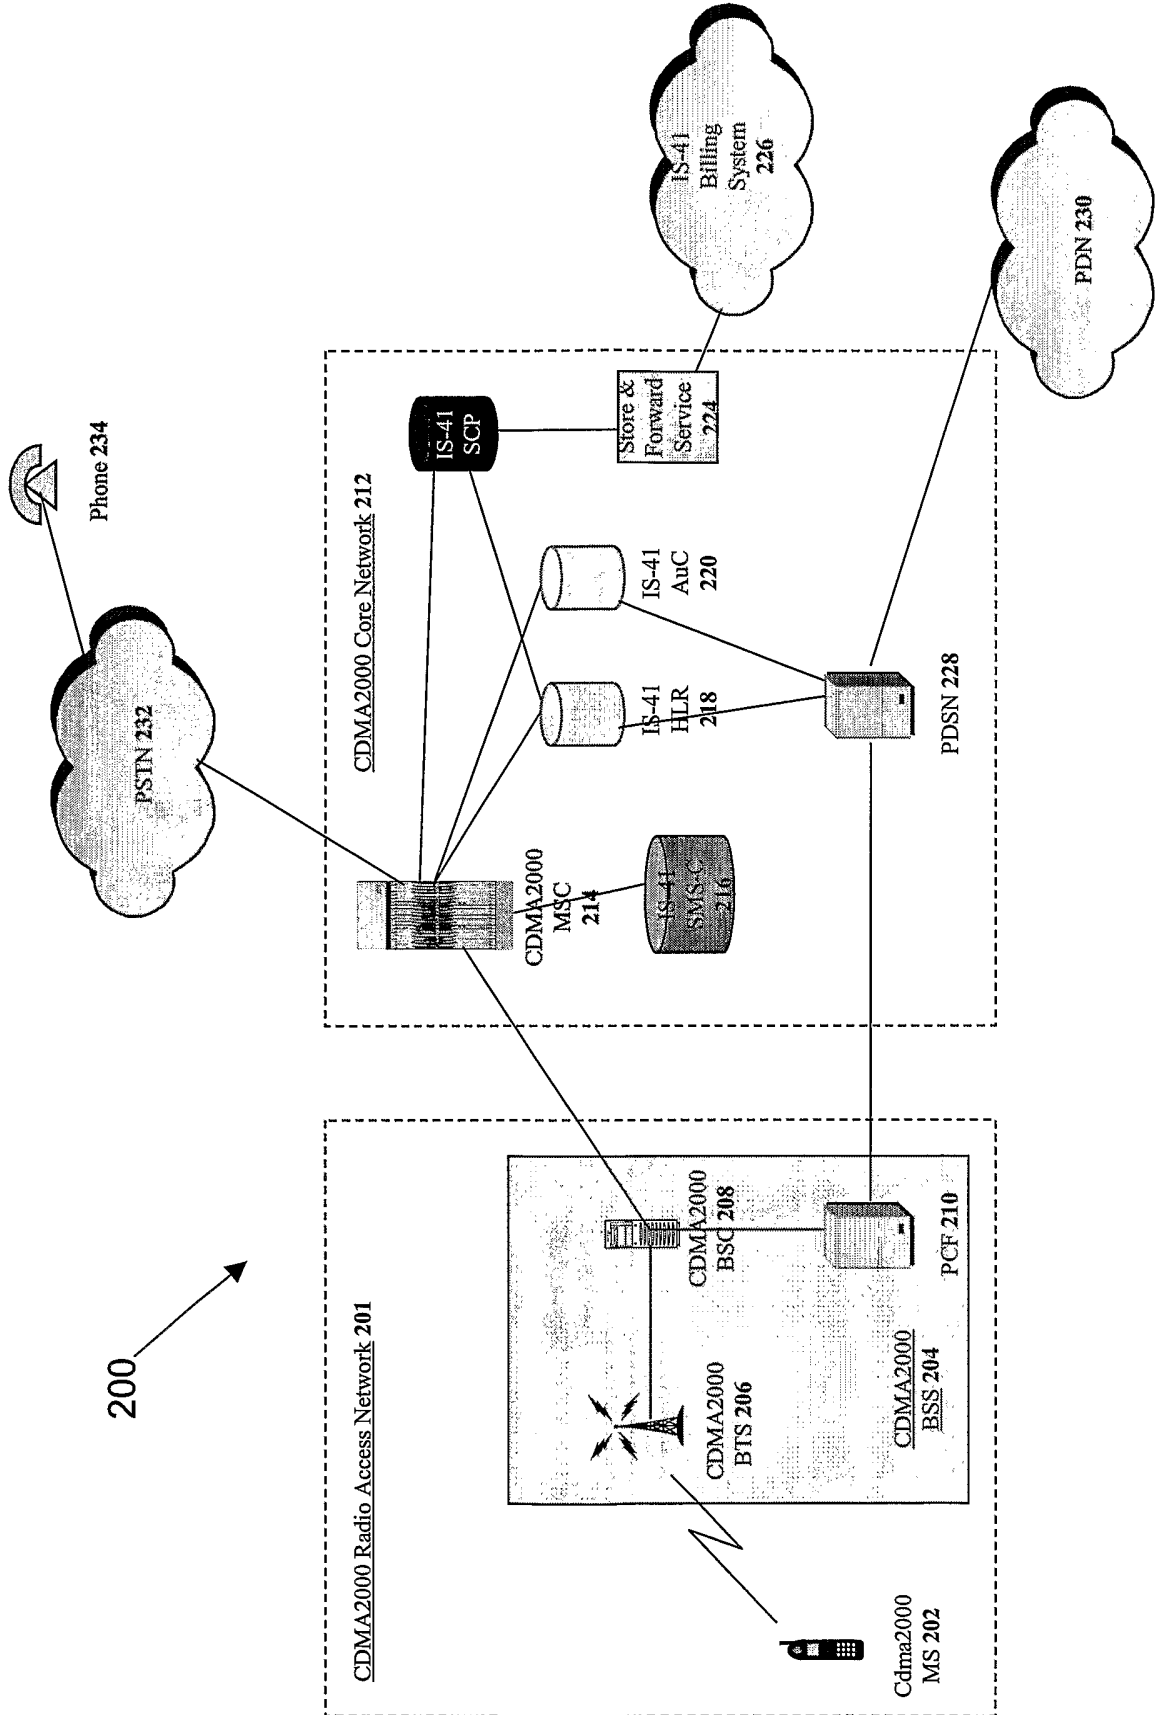 200
CDMA2000 Radio Access Network 201
Cdma2000
MS 202
CDMA2000
BTS 206
CDMA2000
BSC 208
CDMA2000
BSS 204
PCF 210
CDMA2000 Core Network 212
CDMA2000
MSC
214
IS-41
SMS-C
216
IS-41
HLR
218
IS-41
AuC
220
IS-41
SCP
Store &
Forward
Service
224
PDSN 228
PSTN 232
Phone 234
IS-41
Billing
System
226
PDN 230